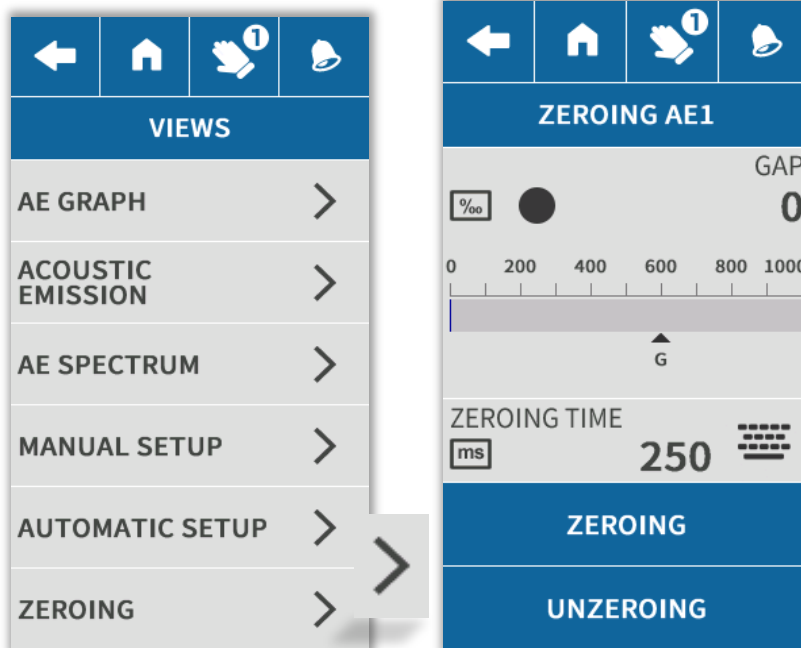 1
VIEWS
AE GRAPH
ACOUSTIC
EMISSION
AE SPECTRUM
MANUAL SETUP
AUTOMATIC SETUP
ZEROING
1
ZEROING AE1
GAP
‰ 0
0 200 400 600 800 1000
G
ZEROING TIME
ms 250
ZEROING
UNZEROING